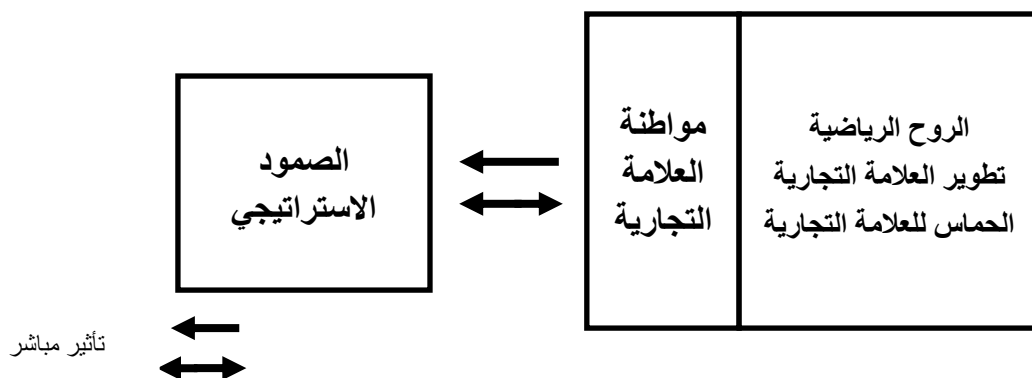 الروح الرياضية
تطوير العلامة التجارية
الحماس للعلامة التجارية
مواطنة
العلامة
التجارية
الصمود
الاستراتيجي
تأثير مباشر